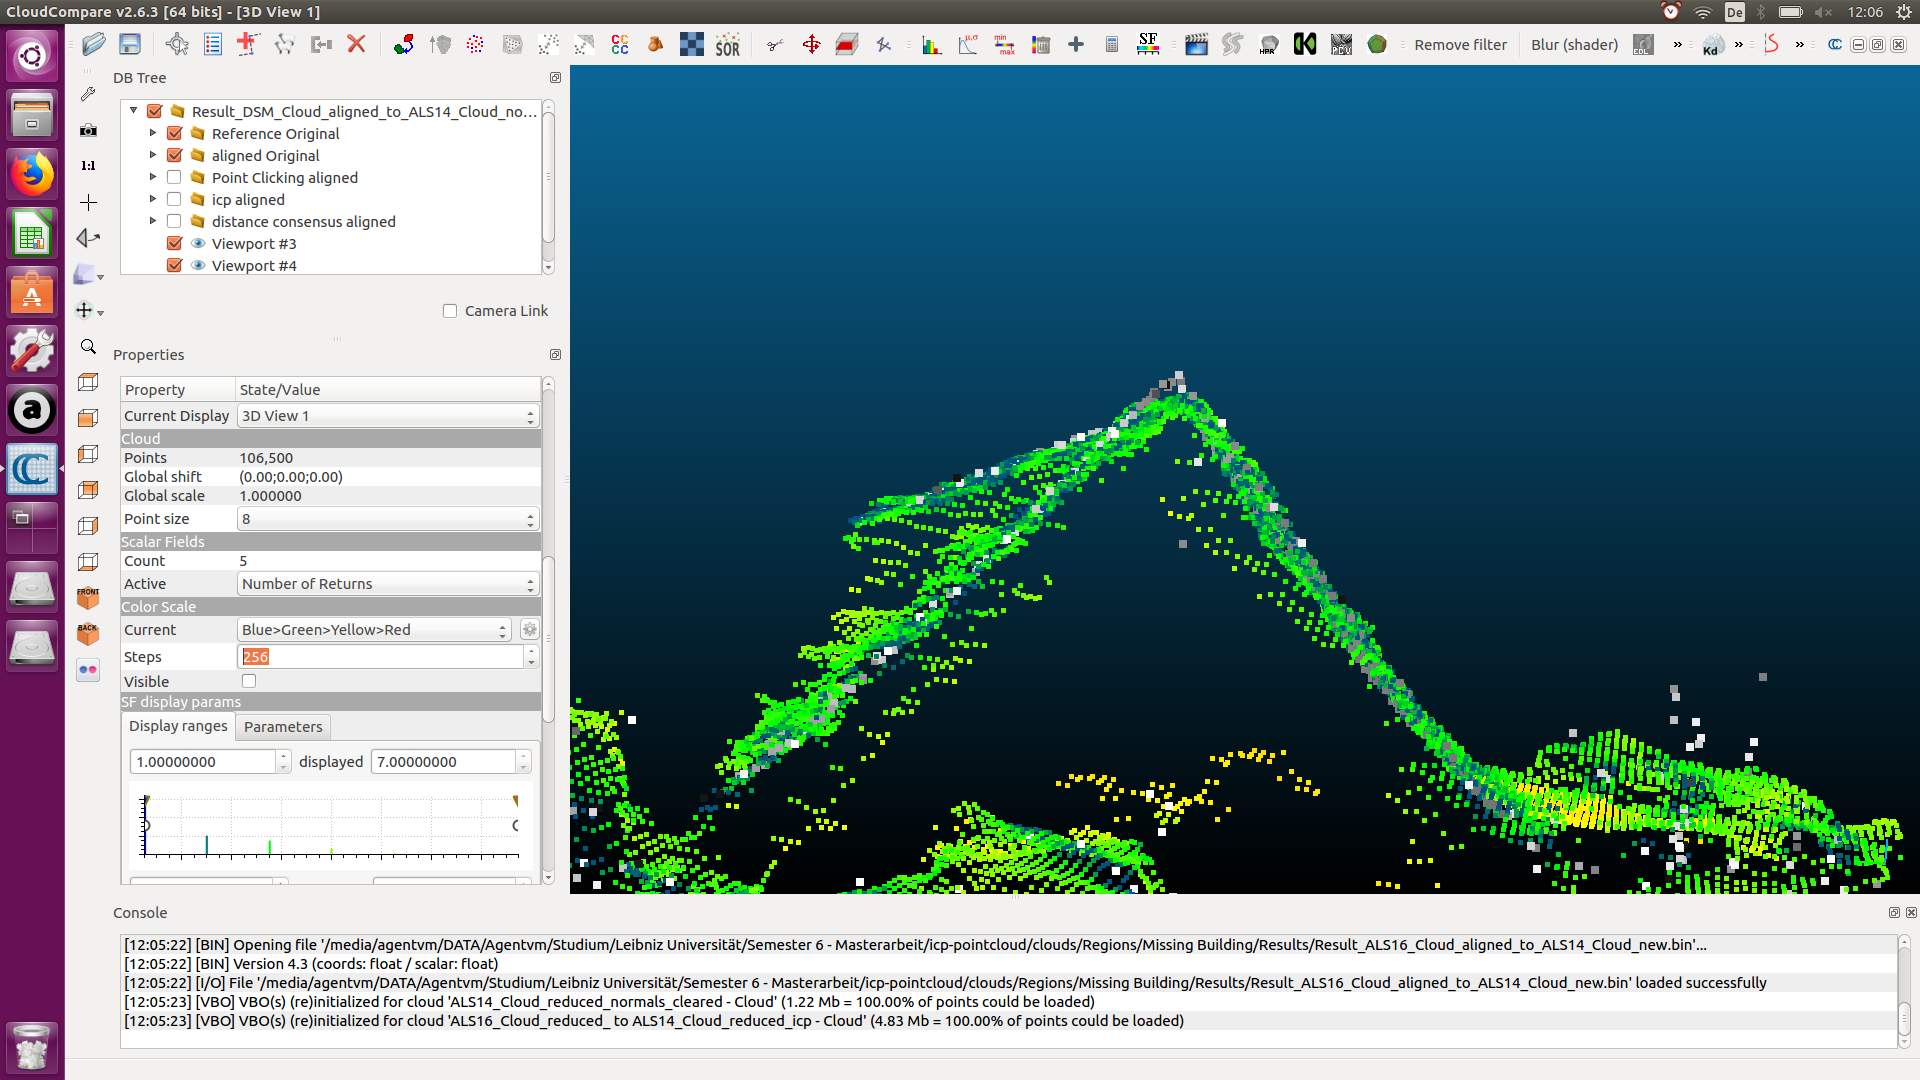 CloudCompare v2.6.3 [64 bits] - [3D View 1]
De
12:06
SOR
SF
Remove filter
Blur (shader)
Kd
DB Tree
Result_DSM_Cloud_aligned_to_ALS14_Cloud_no...
Reference Original
aligned Original
1:1
Point Clicking aligned
icp aligned
distance consensus aligned
Viewport #3
Viewport #4
Camera Link
Properties
Property State/Value
Current Display 3D View 1
Cloud
Points 106,500
Global shift (0.00;0.00;0.00)
Global scale 1.000000
Point size 8
Scalar Fields
Count 5
Active Number of Returns
FRONT
Color Scale
Current Blue>Green>Yellow>Red
BACK
Steps 256
Visible
SF display params
Display ranges Parameters
1.00000000 displayed 7.00000000
Console
[12:05:22] [BIN] Opening file '/media/agentvm/DATA/Agentvm/Studium/Leibniz Universität/Semester 6 - Masterarbeit/icp-pointcloud/clouds/Regions/Missing Building/Results/Result_ALS16_Cloud_aligned_to_ALS14_Cloud_new.bin'...
[12:05:22] [BIN] Version 4.3 (coords: float / scalar: float)
[12:05:22] [I/O] File '/media/agentvm/DATA/Agentvm/Studium/Leibniz Universität/Semester 6 - Masterarbeit/icp-pointcloud/clouds/Regions/Missing Building/Results/Result_ALS16_Cloud_aligned_to_ALS14_Cloud_new.bin' loaded successfully
[12:05:23] [VBO] VBO(s) (re)initialized for cloud 'ALS14_Cloud_reduced_normals_cleared - Cloud' (1.22 Mb = 100.00% of points could be loaded)
[12:05:23] [VBO] VBO(s) (re)initialized for cloud 'ALS16_Cloud_reduced_ to ALS14_Cloud_reduced_icp - Cloud' (4.83 Mb = 100.00% of points could be loaded)